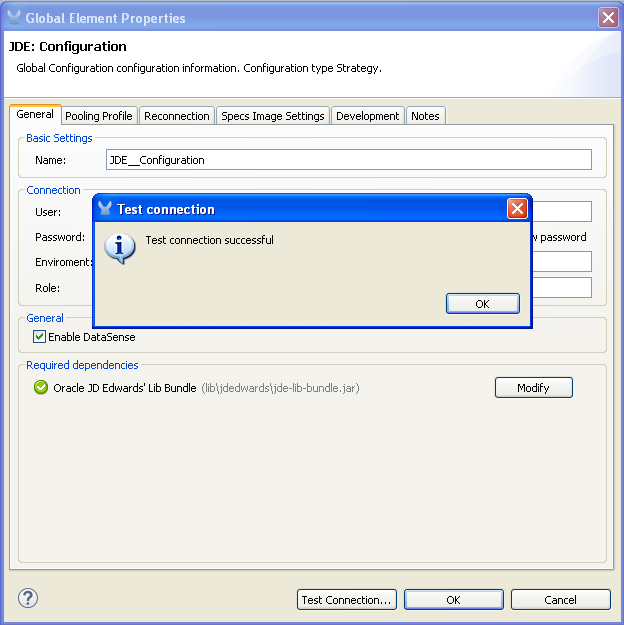 Global Element Properties
JDE: Configuration
Global Configuration configuration information. Configuration type Strategy.
General Pooling Profile Reconnection Specs Image Settings Development Notes
Basic Settings
Name: JDE__Configuration
Connection
User:
Password: w password
Enviroment:
Role:
Test connection
Test connection successful
OK
General
Enable DataSense
Required dependencies
Oracle JD Edwards' Lib Bundle (lib\jdedwards\jde-lib-bundle.jar) Modify
? Test Connection... OK Cancel